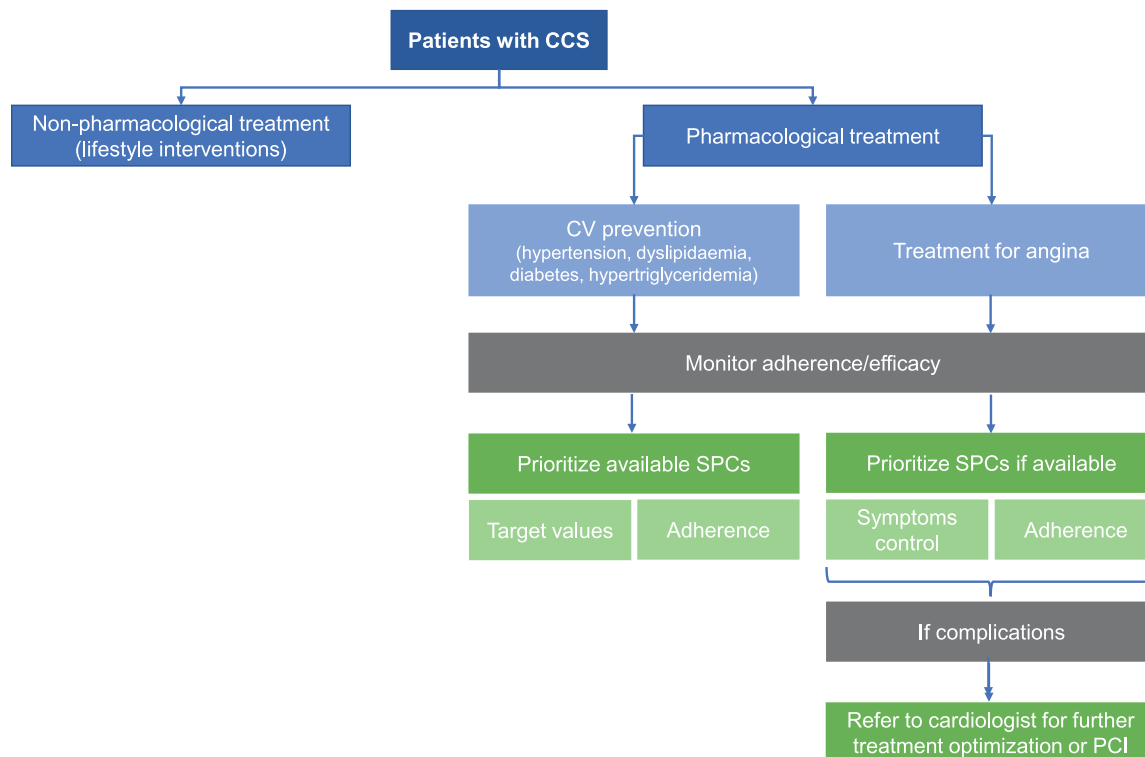 Patients with CCS
Non-pharmacological treatment
(lifestyle interventions)
Pharmacological treatment
CV prevention
(hypertension, dyslipidaemia,
diabetes, hypertriglyceridemia)
Treatment for angina
Monitor adherence/efficacy
Prioritize available SPCs
Prioritize SPCs if available
Target values
Adherence
Symptoms
control
Adherence
If complications
Refer to cardiologist for further
treatment optimization or PCI